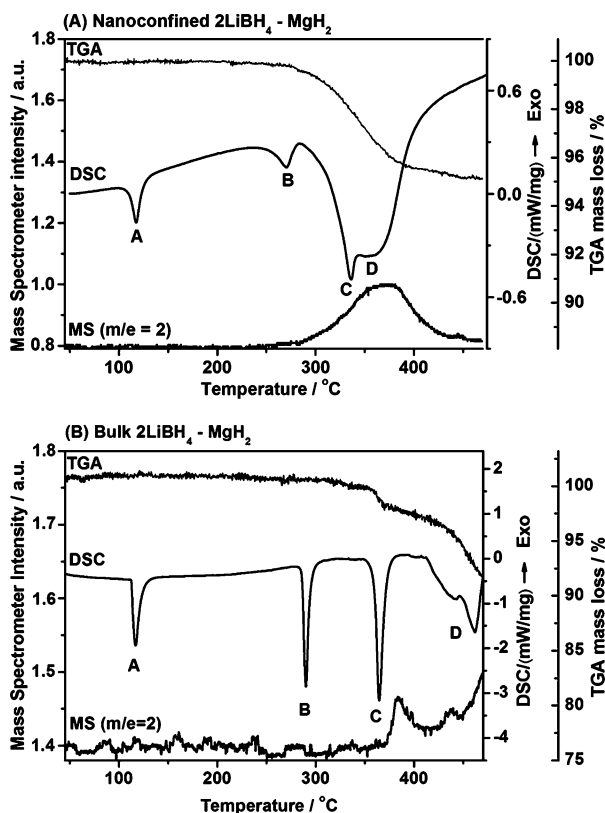 (A) Nanoconfined 2LiBH4 - MgH2
Mass Spectrometer intensity / a.u.
1.8
1.6
1.4
1.2
1.0
0.8
TGA
DSC
A
B
C
D
MS (m/e = 2)
100
200
300
400
Temperature / °C
0.6
0.0
-0.6
DSC/(mW/mg) → Exo
100
98
96
94
92
90
TGA mass loss / %
(B) Bulk 2LiBH4 - MgH2
Mass Spectrometer Intensity / a.u.
1.8
1.7
1.6
1.5
1.4
TGA
DSC
A
B
C
D
MS (m/e=2)
100
200
300
400
Temperature / °C
2
1
0
-1
-2
-3
-4
DSC/(mW/mg) → Exo
100
95
90
85
80
75
TGA mass loss / %